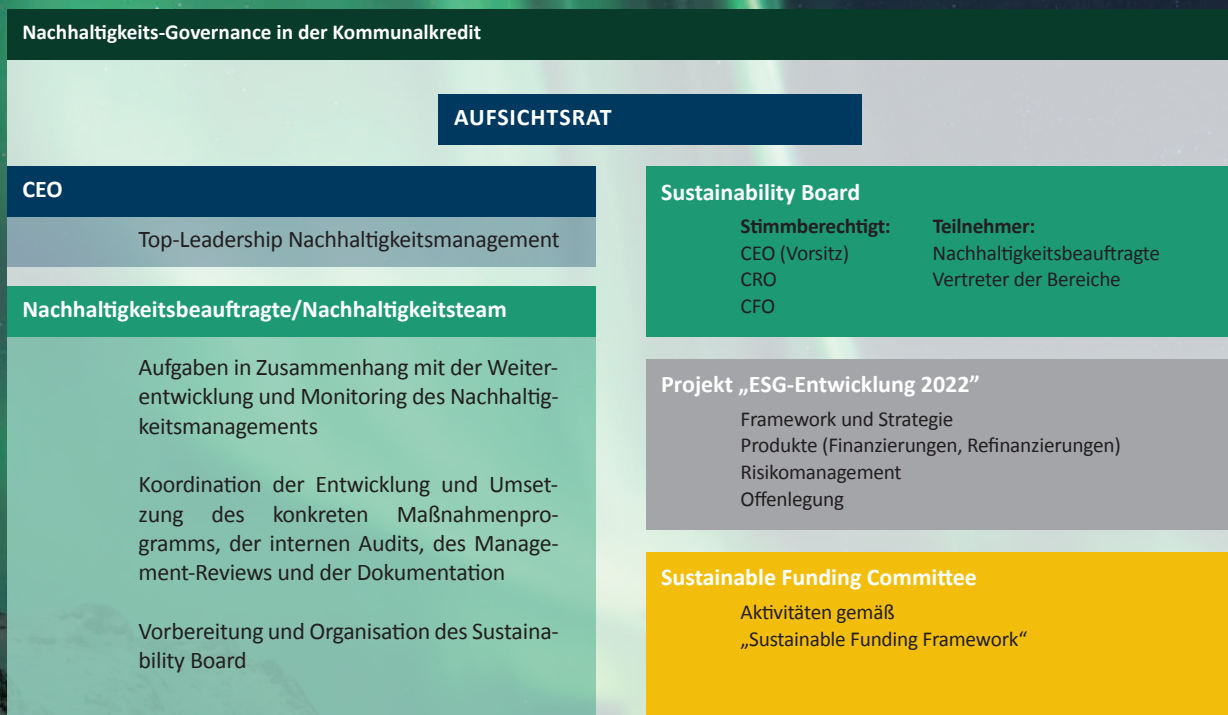 Nachhaltigkeits-Governance in der Kommunalkredit
AUFSICHTSRAT
CEO
Top-Leadership Nachhaltigkeitsmanagement
Nachhaltigkeitsbeauftragte/Nachhaltigkeitsteam
Aufgaben in Zusammenhang mit der Weiter-
entwicklung und Monitoring des Nachhaltig-
keitsmanagements
Koordination der Entwicklung und Umset-
zung des konkreten Maßnahmenpro-
gramms, der internen Audits, des Manage-
ment-Reviews und der Dokumentation
Vorbereitung und Organisation des Sustaina-
bility Board
Sustainability Board
Stimmberechtigt:
CEO (Vorsitz)
CRO
CFO
Teilnehmer:
Nachhaltigkeitsbeauftragte
Vertreter der Bereiche
Projekt „ESG-Entwicklung 2022”
Framework und Strategie
Produkte (Finanzierungen, Refinanzierungen)
Risikomanagement
Offenlegung
Sustainable Funding Committee
Aktivitäten gemäß
„Sustainable Funding Framework“